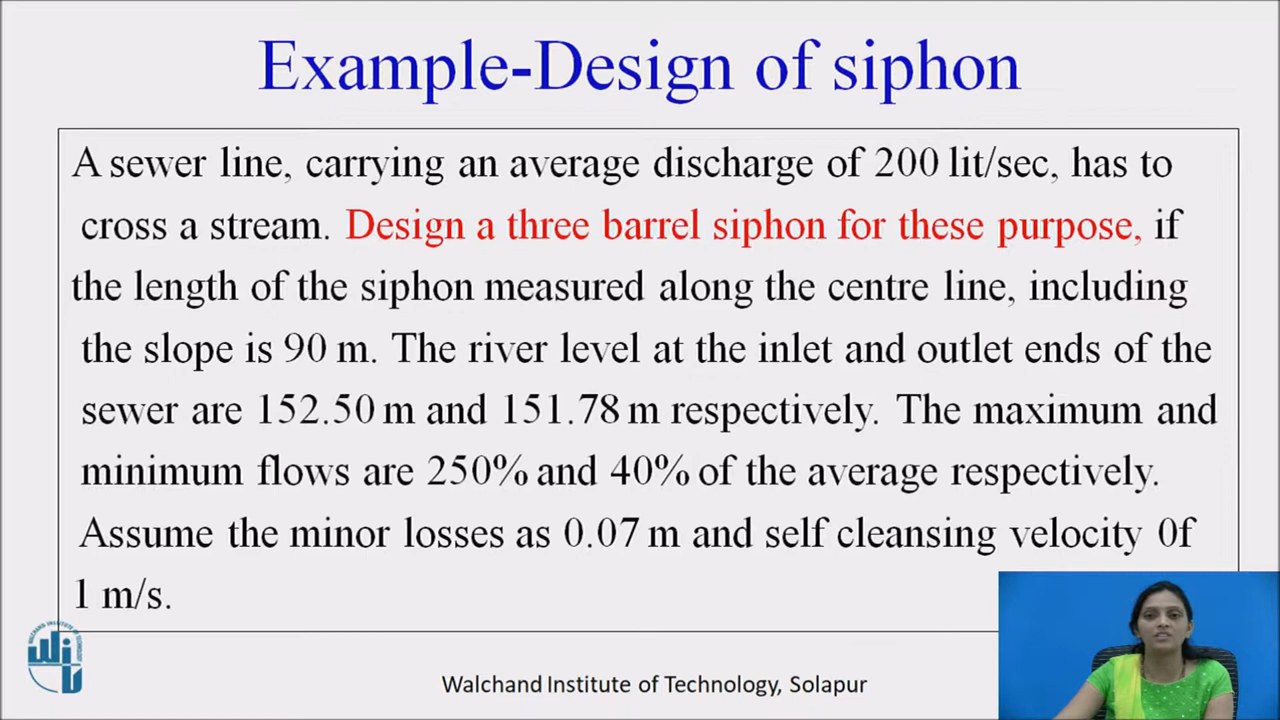 Example-Design of siphon
A sewer line, carrying an average discharge of 200 lit/sec, has to
cross a stream. Design a three barrel siphon for these purpose, if
the length of the siphon measured along the centre line, including
the slope is 90 m. The river level at the inlet and outlet ends of the
sewer are 152.50 m and 151.78 m respectively. The maximum and
minimum flows are 250% and 40% of the average respectively.
Assume the minor losses as 0.07 m and self cleansing velocity 0f
1 m/s.
Walchand Institute of Technology, Solapur